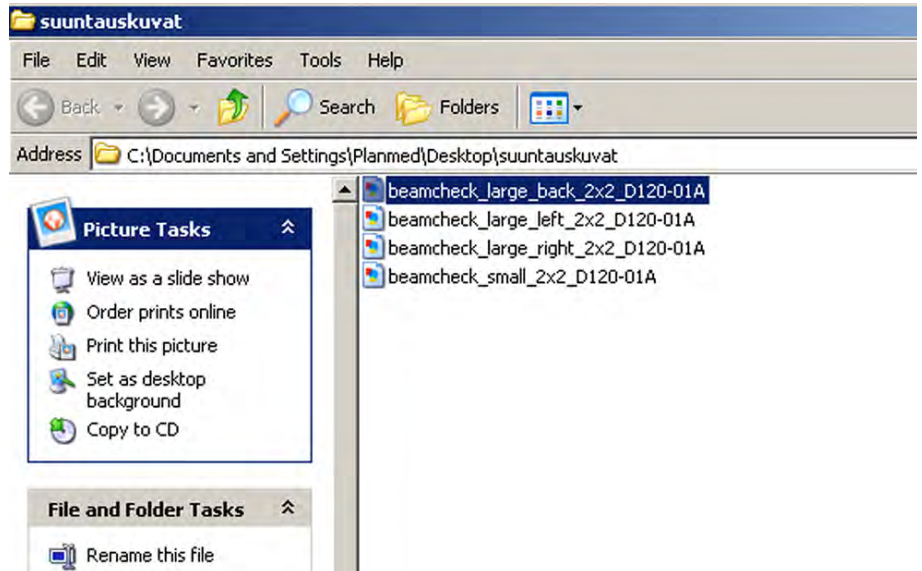 suuntauskuvat
File Edit View Favorites Tools Help
Back Search Folders
Address C:\Documents and Settings\Planmed\Desktop\suuntauskuvat
Picture Tasks
View as a slide show
Order prints online
Print this picture
Set as desktop
background
Copy to CD
File and Folder Tasks
Rename this file
beamcheck_large_back_2x2_D120-01A
beamcheck_large_left_2x2_D120-01A
beamcheck_large_right_2x2_D120-01A
beamcheck_small_2x2_D120-01A